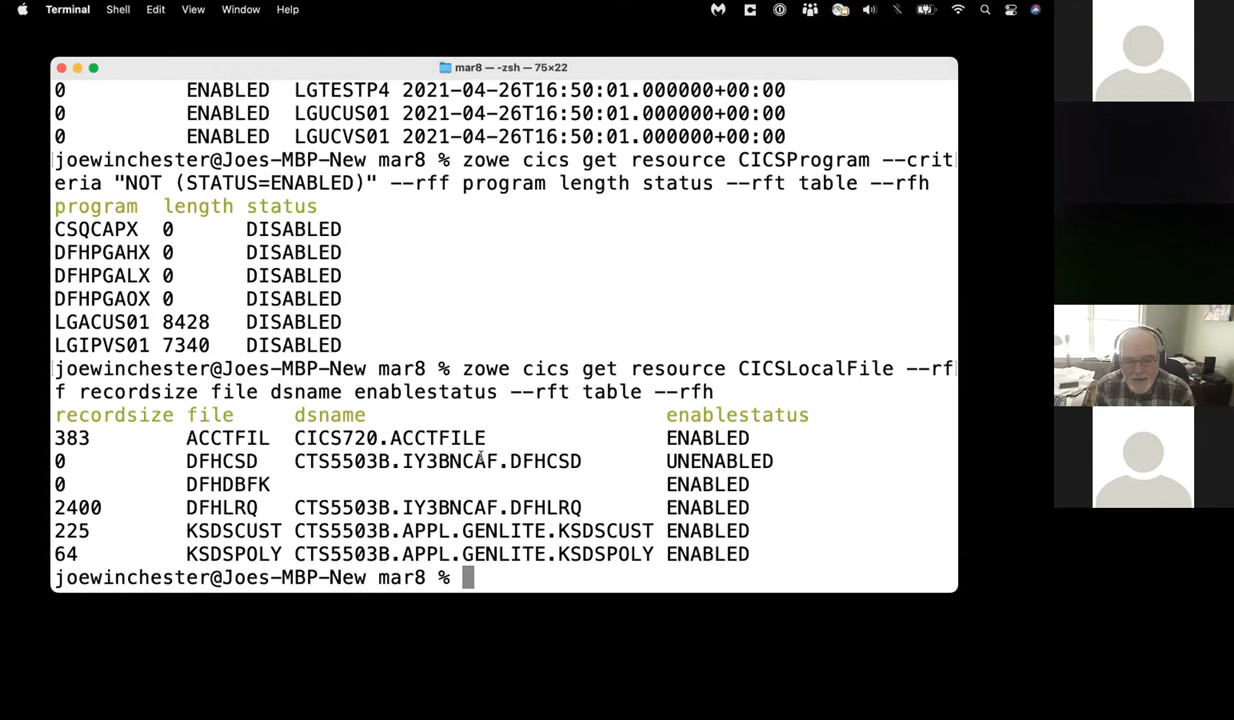 Terminal Shell Edit View Window Help
mar8 — -zsh — 75×22
0 ENABLED LGTESTP4 2021-04-26T16:50:01.000000+00:00
0 ENABLED LGUCUS01 2021-04-26T16:50:01.000000+00:00
0 ENABLED LGUCVS01 2021-04-26T16:50:01.000000+00:00
joewinchester@Joes-MBP-New mar8 % zowe cics get resource CICSProgram --crit
eria "NOT (STATUS=ENABLED)" --rff program length status --rft table --rfh
program length status
CSQCAPX 0 DISABLED
DFHPGAHX 0 DISABLED
DFHPGALX 0 DISABLED
DFHPGAOX 0 DISABLED
LGACUS01 8428 DISABLED
LGIPVS01 7340 DISABLED
joewinchester@Joes-MBP-New mar8 % zowe cics get resource CICSLocalFile --rf
f recordsize file dsname enablestatus --rft table --rfh
recordsize file dsname enablestatus
383 ACCTFIL CICS720.ACCTFILE ENABLED
0 DFHCSD CTS5503B.IY3BNCAF.DFHCSD UNENABLED
0 DFHDBFK ENABLED
2400 DFHLRQ CTS5503B.IY3BNCAF.DFHLRQ ENABLED
225 KSDSCUST CTS5503B.APPL.GENLITE.KSDSCUST ENABLED
64 KSDSPOLY CTS5503B.APPL.GENLITE.KSDSPOLY ENABLED
joewinchester@Joes-MBP-New mar8 %